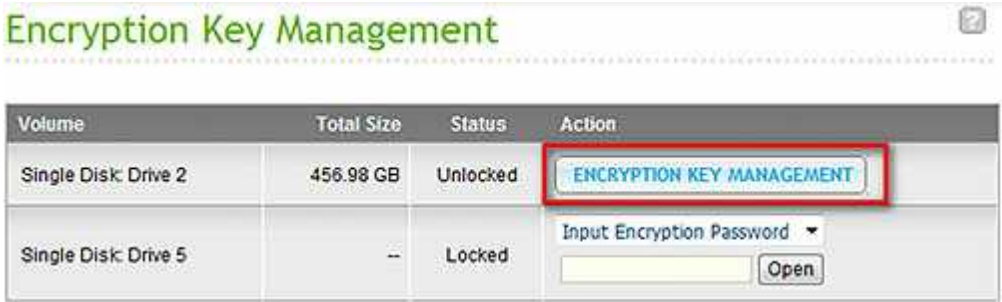 Encryption Key Management
?
Volume Total Size Status Action
Single Disk: Drive 2 456.98 GB Unlocked ENCRYPTION KEY MANAGEMENT
Input Encryption Password
Single Disk: Drive 5 -- Locked
Open